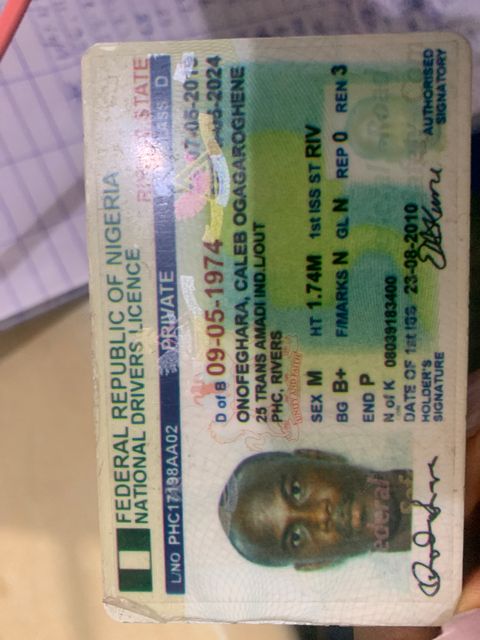 FEDERAL REPUBLIC OF NIGERIA
NATIONAL DRIVERS LICENCE
STATE
L/NO PHC17198AA02 PRIVATE CLASS D
07-05-2019
D of B 09-05-1974 2024
ONOFEGHARA, CALEB OGAGAROGHENE
25 TRANS AMADI IND.L/OUT
PHC, RIVERS
UNITY AND FAITH
SEX M HT 1.74M 1st ISS ST RIV
BG B+ F/MARKS N GL N REP 0 REN 3
END P
Federal Federal Road
N of K 08039183400
DATE OF 1st ISS 23-08-2010
HOLDER'S
SIGNATURE
AUTHORISED
SIGNATORY